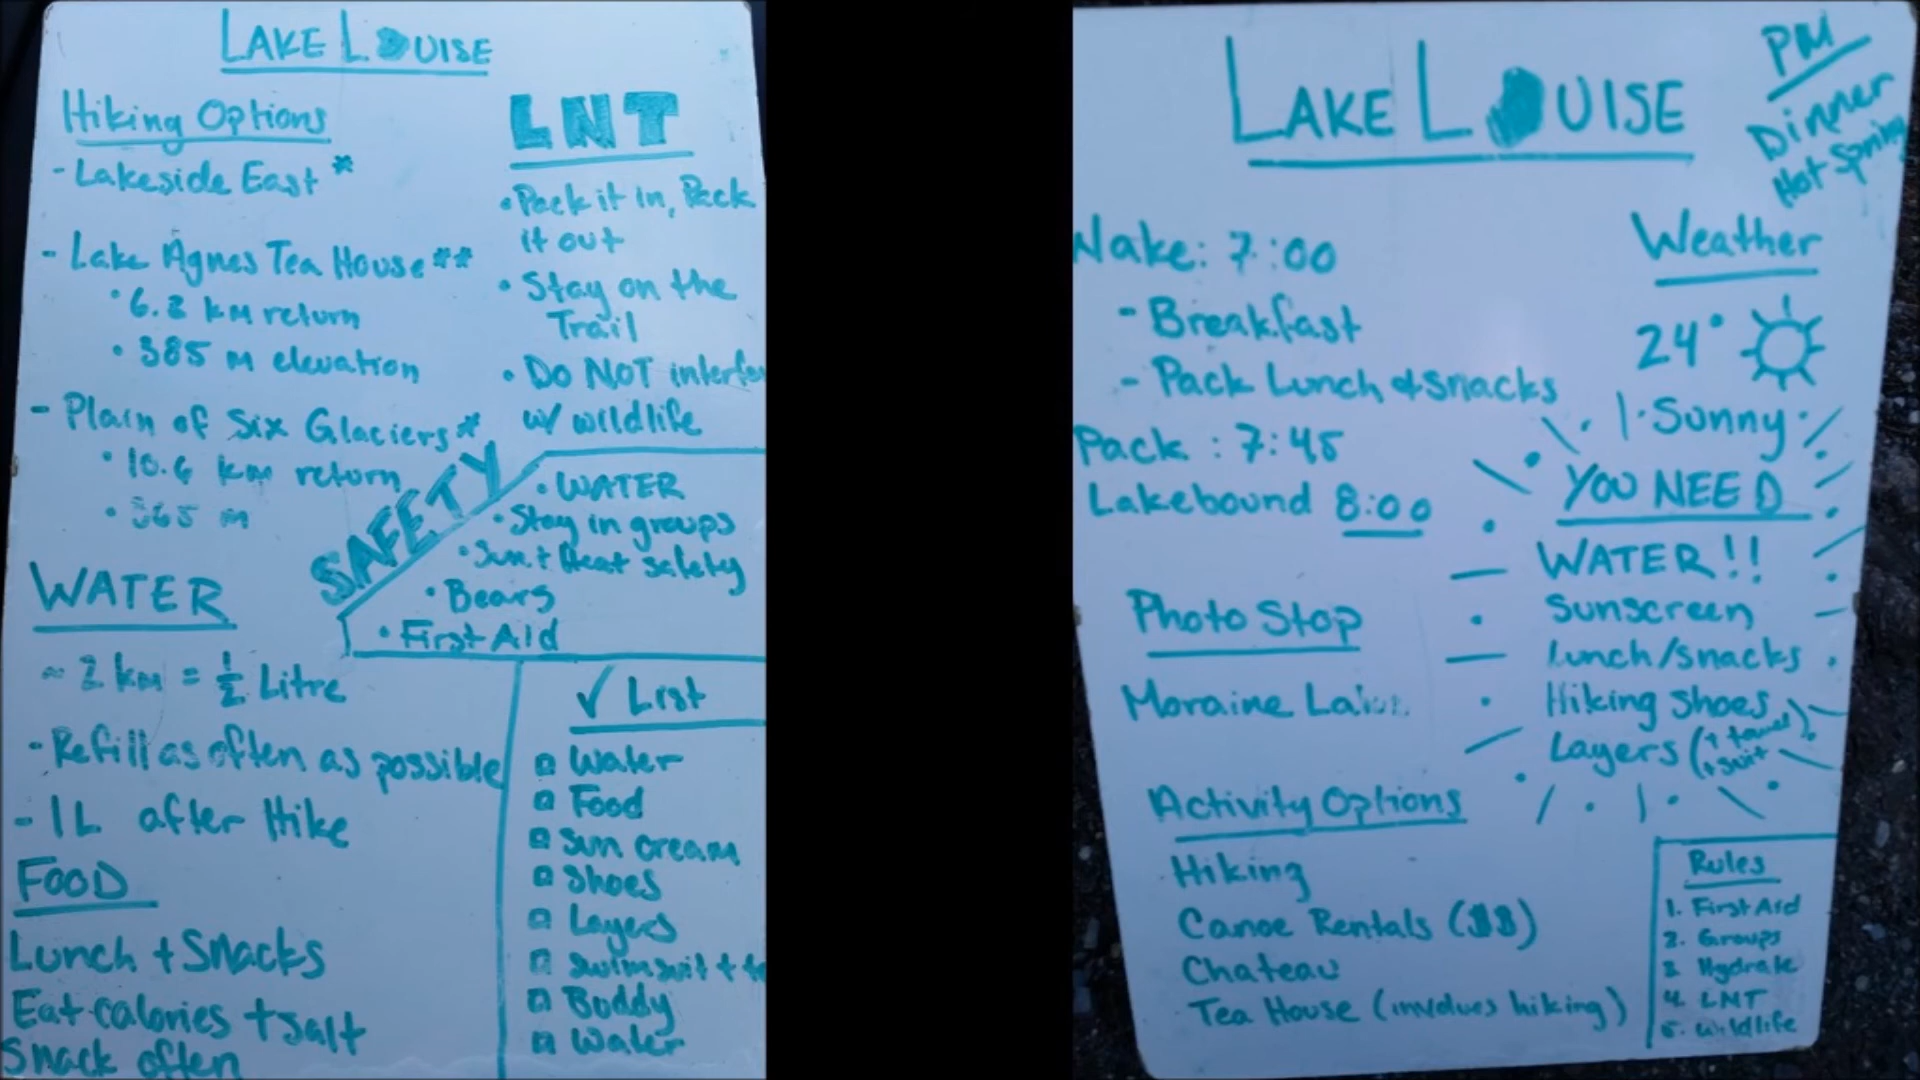 LAKE LOUISE
Hiking Options
- Lakeside East *
- Lake Agnes Tea House **
• 6.8 km return
• 385 m elevation
- Plain of Six Glaciers *
• 10.6 km return
• 365 m
WATER
~ 2 km = ½ Litre
- Refill as often as possible
- 1L after Hike
FOOD
Lunch + Snacks
Eat calories + Salt
Snack often
LNT
• Pack it in, Pack
it out
• Stay on the
Trail
• Do NOT interfer
w/ wildlife
SAFETY
• WATER
• Stay in groups
• Sun + Heat safety
• Bears
• First Aid
✓ List
Water
Food
Sun cream
Shoes
Layers
Swimsuit + to
Buddy
Water
LAKE LOUISE
PM
Dinner
Hot Spring
Wake: 7:00
- Breakfast
- Pack Lunch & Snacks
Pack : 7:45
Lakebound 8:00
Photo Stop
Moraine Lake
Activity Options
Hiking
Canoe Rentals ($$)
Chateau
Tea House (involves hiking)
Weather
24°
Sunny
YOU NEED
WATER!!
Sunscreen
Lunch/snacks
Hiking Shoes
Layers (+ towel)
+ suit
Rules
1. First Aid
2. Groups
3. Hydrate
4. LNT
5. Wildlife